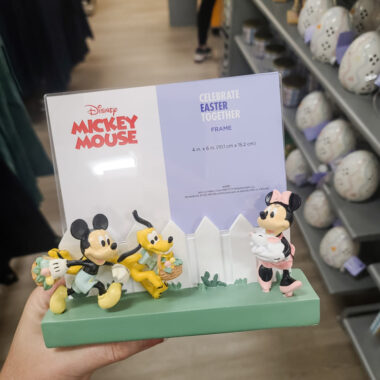 Disney
MICKEY
MOUSE
CELEBRATE
EASTER
TOGETHER
FRAME
4 in. x 6 in. (10.1 cm x 15.2 cm)